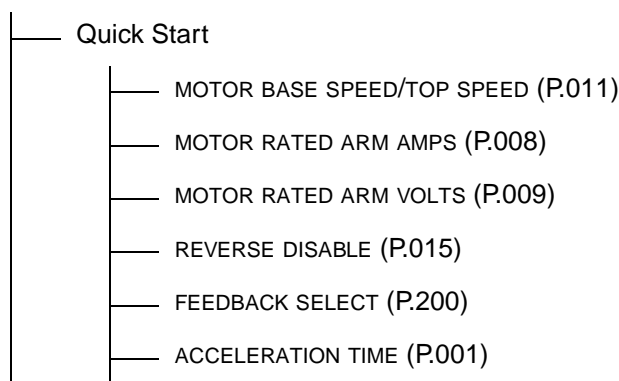 Quick Start
MOTOR BASE SPEED/TOP SPEED (P.011)
MOTOR RATED ARM AMPS (P.008)
MOTOR RATED ARM VOLTS (P.009)
REVERSE DISABLE (P.015)
FEEDBACK SELECT (P.200)
ACCELERATION TIME (P.001)